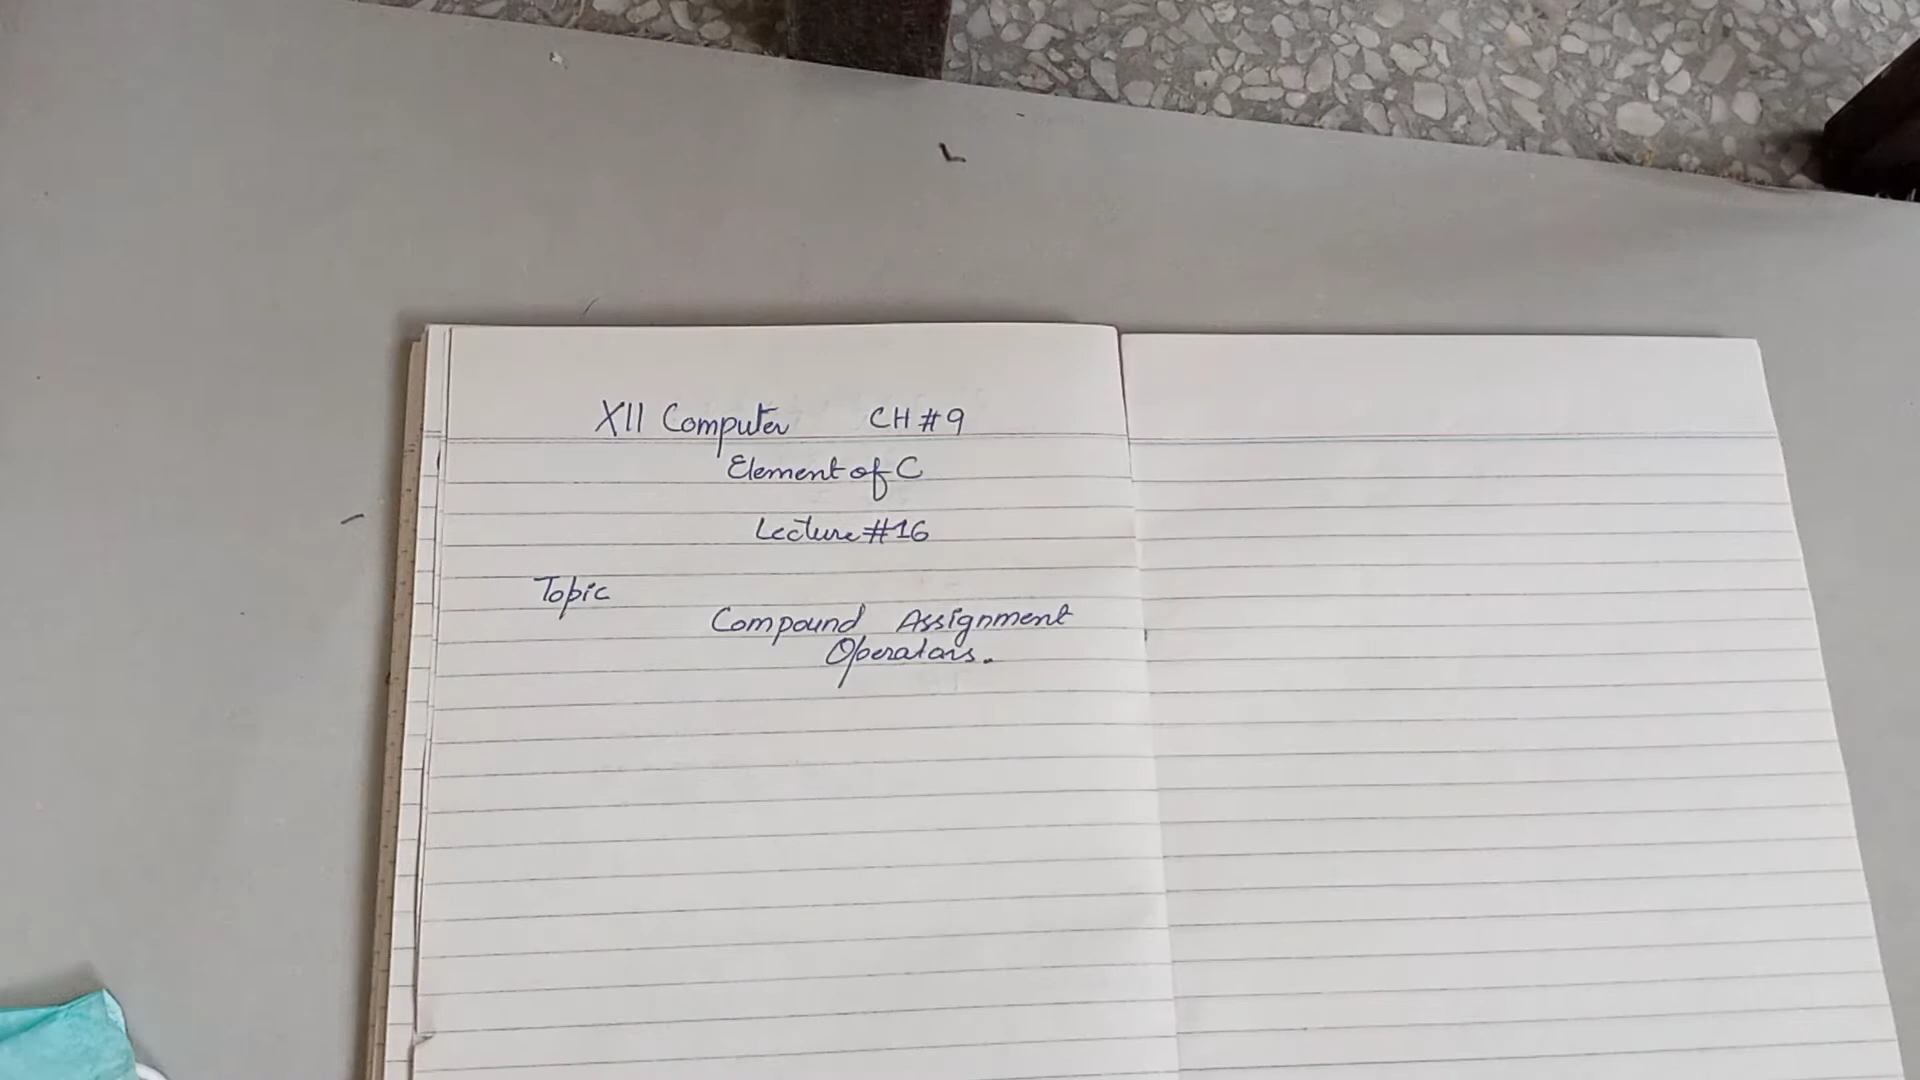 XII Computer CH #9
Element of C
Lecture #16
Topic
Compound Assignment
Operators.